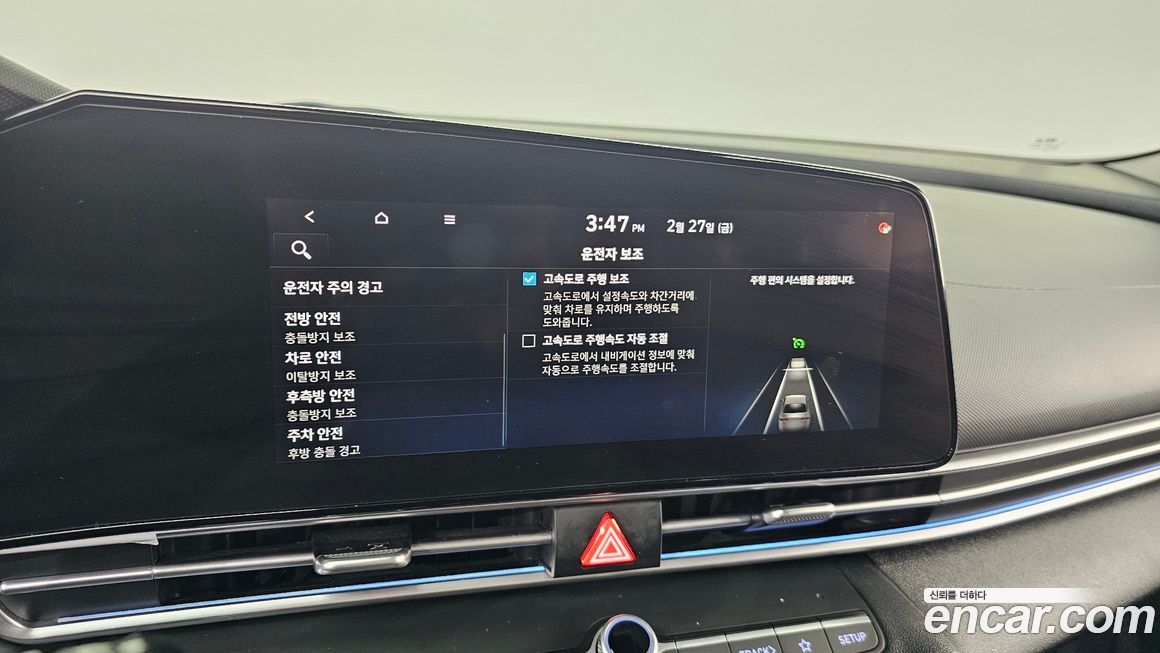 3:47 PM 2월 27일 (금)
운전자 보조
운전자 주의 경고
전방 안전
충돌방지 보조
차로 안전
이탈방지 보조
후측방 안전
충돌방지 보조
주차 안전
후방 충돌 경고
고속도로 주행 보조
고속도로에서 설정속도와 차간거리에
맞춰 차로를 유지하며 주행하도록
도와줍니다.
고속도로 주행속도 자동 조절
고속도로에서 내비게이션 정보에 맞춰
자동으로 주행속도를 조절합니다.
주행 편의 시스템을 설정합니다.
TRACK>
SETUP
신뢰를 더하다
encar.com